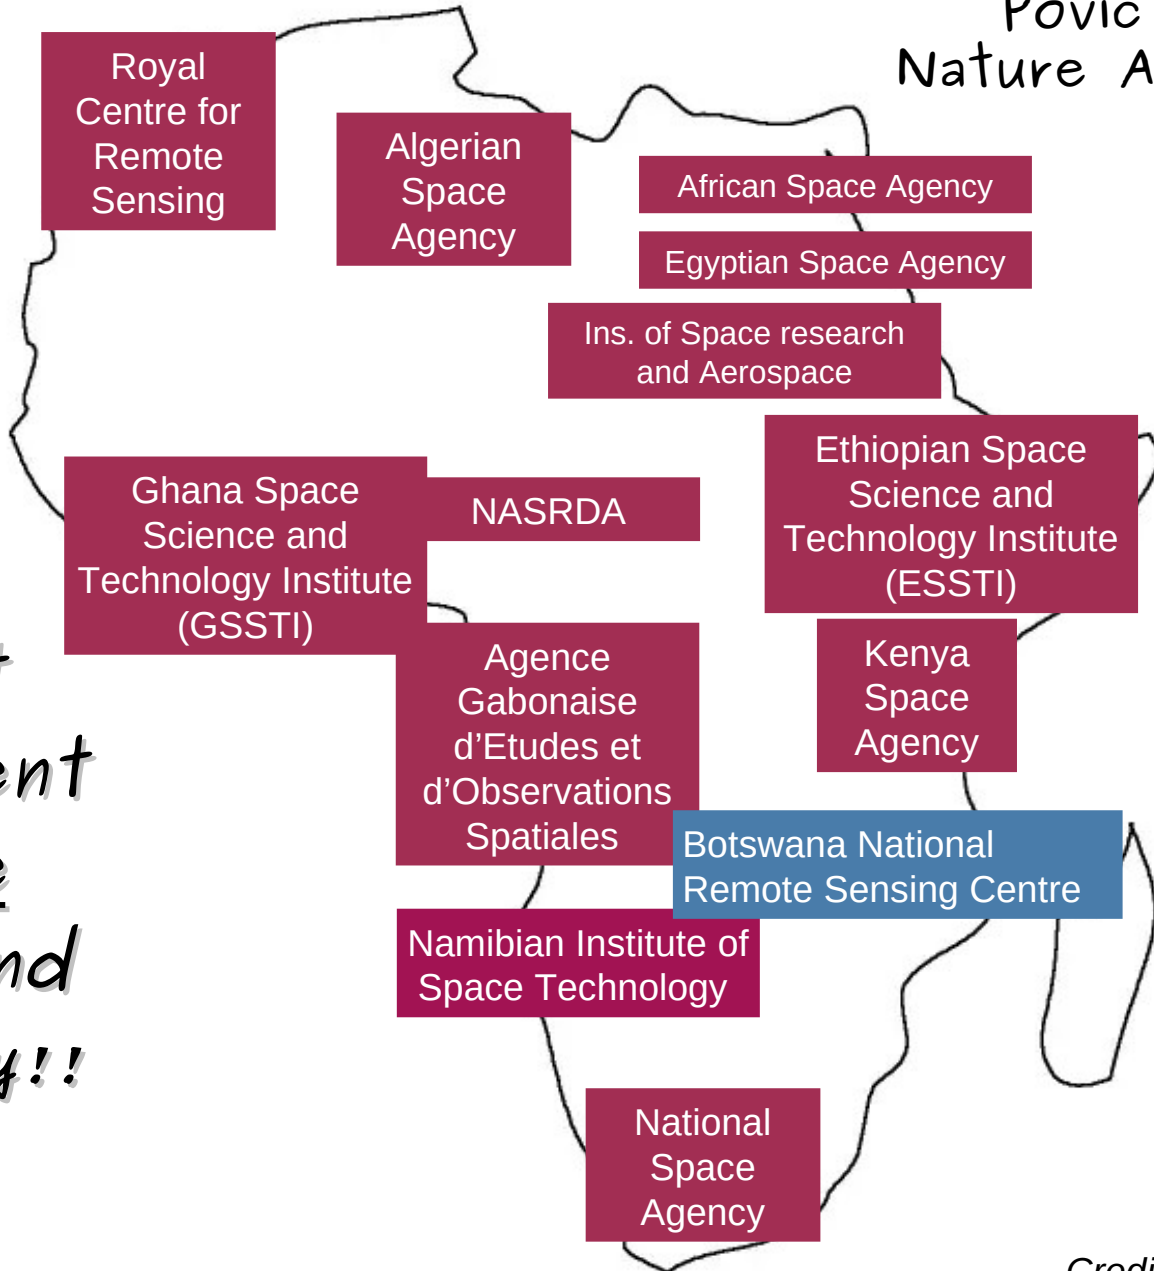 Povic
Nature A
Royal
Centre for
Remote
Sensing
Algerian
Space
Agency
African Space Agency
Egyptian Space Agency
Ins. of Space research
and Aerospace
Ethiopian Space
Science and
Technology Institute
(ESSTI)
Ghana Space
Science and
Technology Institute
(GSSTI)
NASRDA
Kenya
Space
Agency
Agence
Gabonaise
d’Etudes et
d’Observations
Spatiales
Botswana National
Remote Sensing Centre
Namibian Institute of
Space Technology
National
Space
Agency